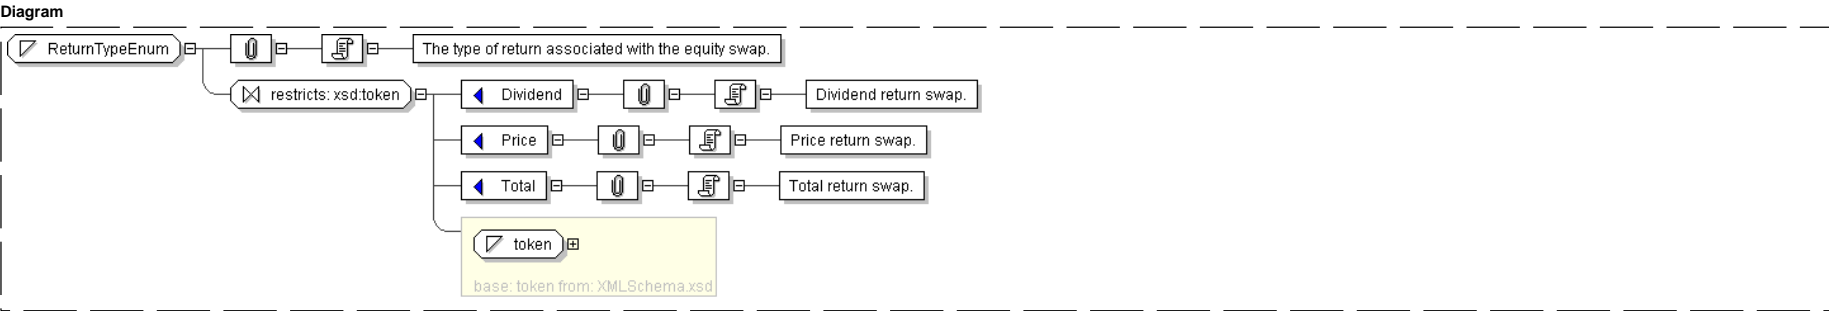 Diagram
ReturnTypeEnum The type of return associated with the equity swap.
restricts: xsd:token Dividend Dividend return swap.
Price Price return swap.
Total Total return swap.
token
base: token from: XMLSchema.xsd